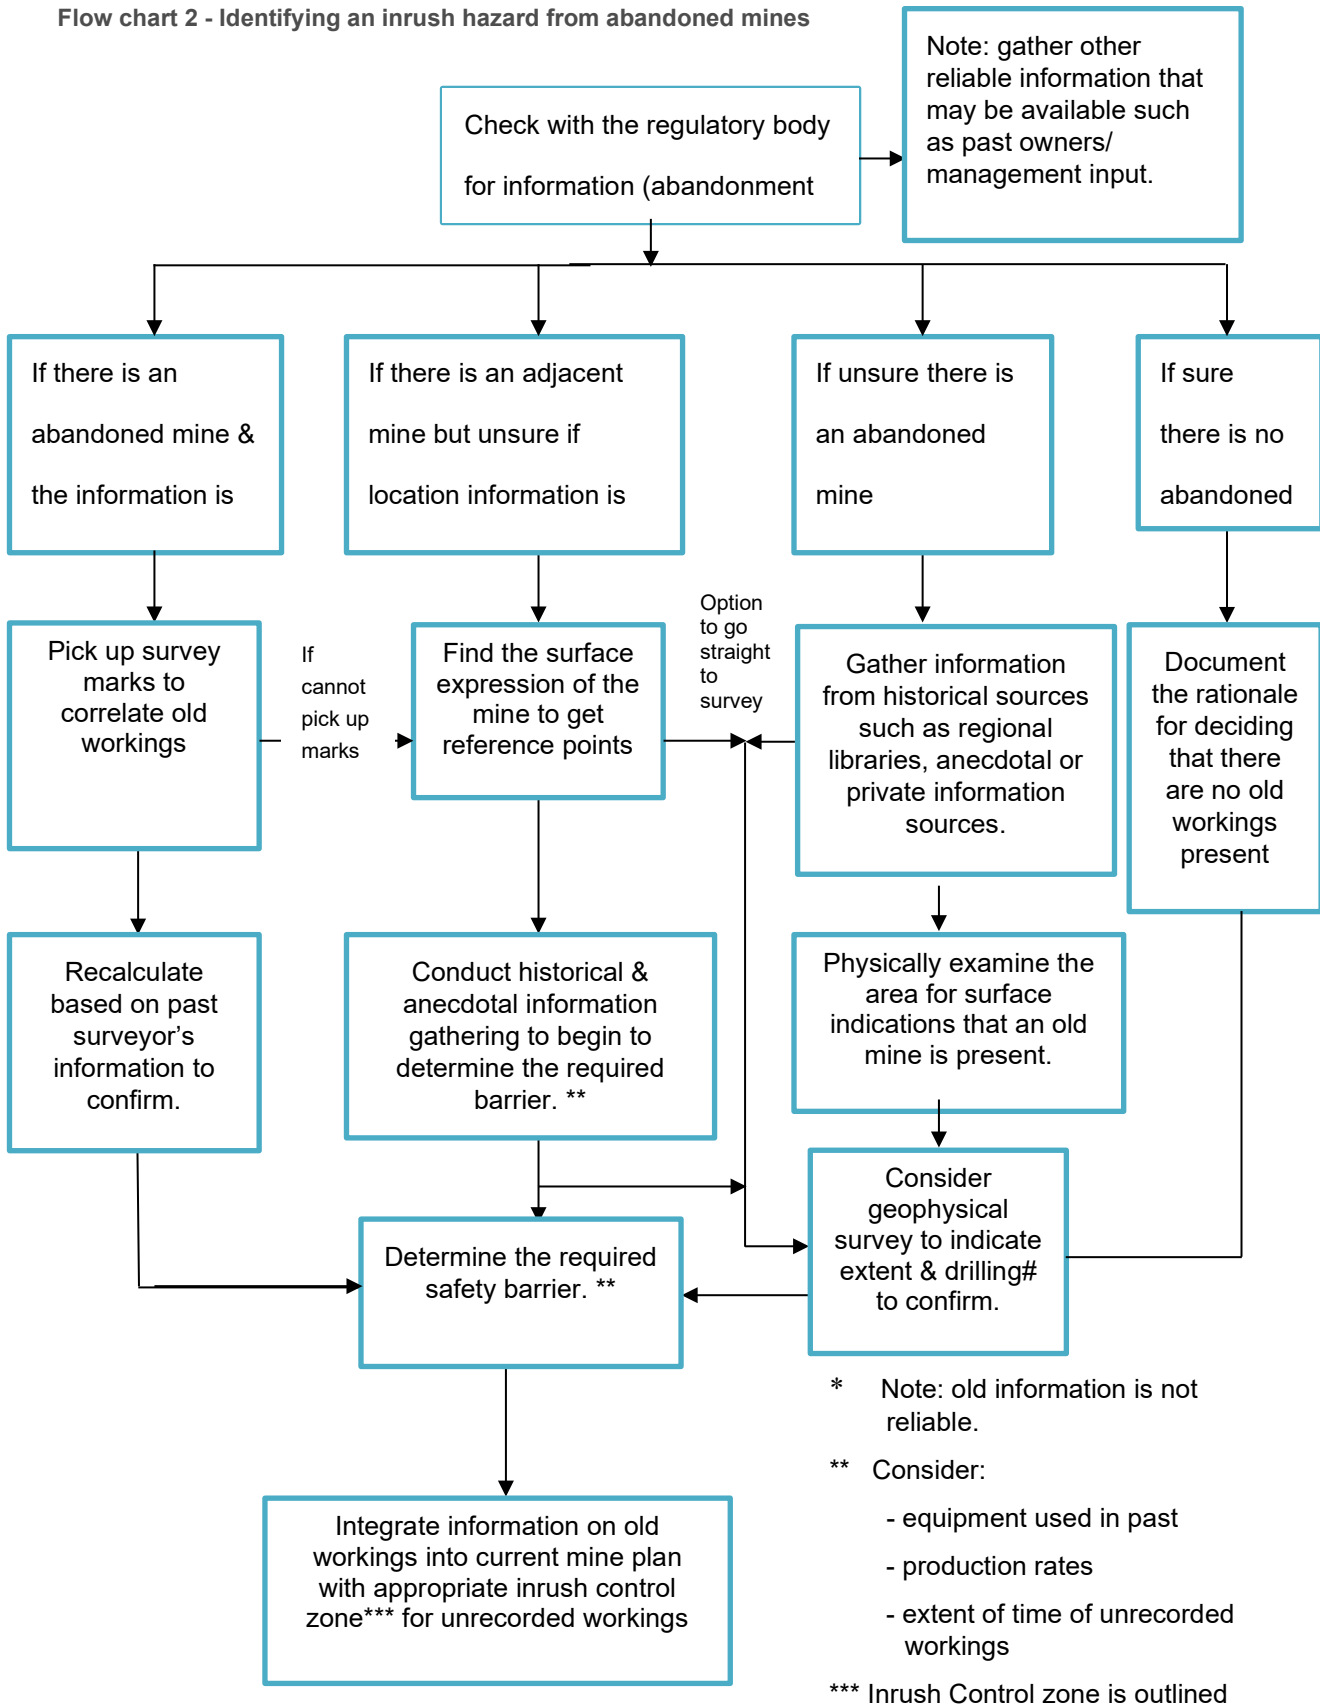 Flow chart 2 - Identifying an inrush hazard from abandoned mines
Check with the regulatory body
for information (abandonment
Note: gather other
reliable information that
may be available such
as past owners/
management input.
If there is an
abandoned mine &
the information is
If there is an adjacent
mine but unsure if
location information is
If unsure there is
an abandoned
mine
If sure
there is no
abandoned
Pick up survey
marks to
correlate old
workings
If
cannot
pick up
marks
Find the surface
expression of the
mine to get
reference points
Option
to go
straight
to
survey
Gather information
from historical sources
such as regional
libraries, anecdotal or
private information
sources.
Document
the rationale
for deciding
that there
are no old
workings
present
Recalculate
based on past
surveyor’s
information to
confirm.
Conduct historical &
anecdotal information
gathering to begin to
determine the required
barrier. **
Physically examine the
area for surface
indications that an old
mine is present.
Consider
geophysical
survey to indicate
extent & drilling#
to confirm.
Determine the required
safety barrier. **
Integrate information on old
workings into current mine plan
with appropriate inrush control
zone*** for unrecorded workings
* Note: old information is not
reliable.
** Consider:
- equipment used in past
- production rates
- extent of time of unrecorded
workings
*** Inrush Control zone is outlined